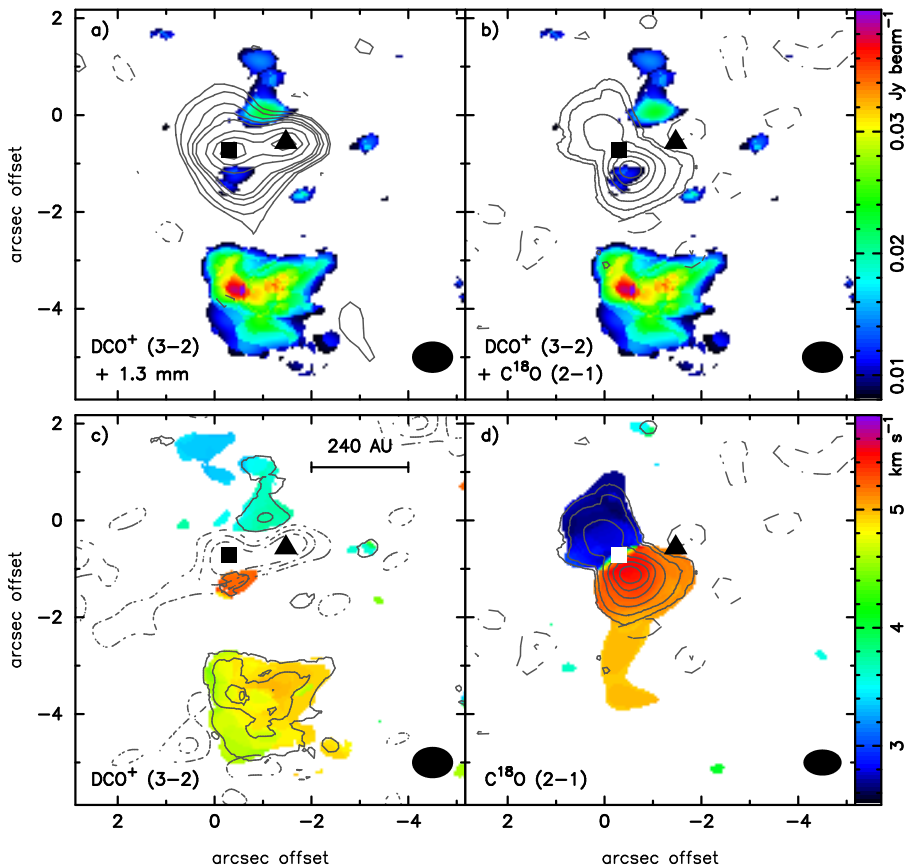 a)
b)
2
0
−2
−4
arcsec offset
DCO⁺ (3−2)
+ 1.3 mm
DCO⁺ (3−2)
+ C¹⁸O (2−1)
0.01
0.02
0.03
Jy beam⁻¹
c)
d)
240 AU
2
0
−2
−4
arcsec offset
DCO⁺ (3−2)
C¹⁸O (2−1)
3
4
5
km s⁻¹
2
0
−2
−4
2
0
−2
−4
arcsec offset
arcsec offset